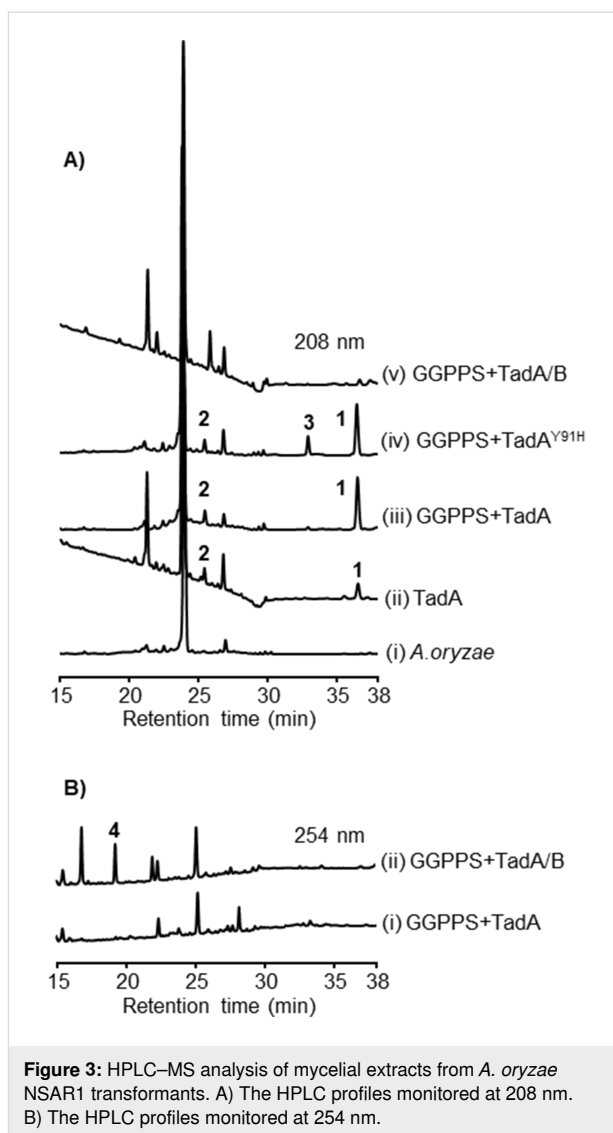 A)
208 nm
(v) GGPPS+TadA/B
2 3 1
(iv) GGPPS+TadA^Y91H
2 1
(iii) GGPPS+TadA
2 1
(ii) TadA
(i) A.oryzae
15 20 25 30 35 38
Retention time (min)
B)
4 254 nm
(ii) GGPPS+TadA/B
(i) GGPPS+TadA
15 20 25 30 35 38
Retention time (min)
Figure 3: HPLC–MS analysis of mycelial extracts from A. oryzae
NSAR1 transformants. A) The HPLC profiles monitored at 208 nm.
B) The HPLC profiles monitored at 254 nm.